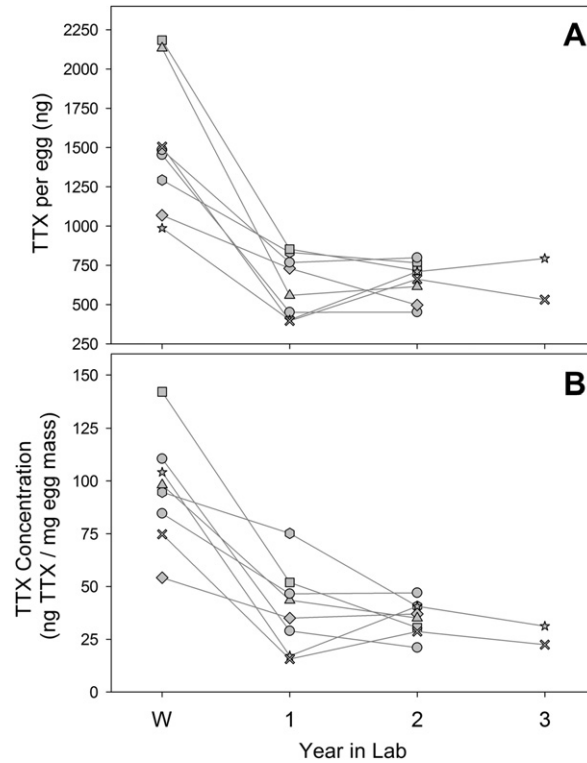 A
TTX per egg (ng)
2250
2000
1750
1500
1250
1000
750
500
250
B
TTX Concentration
(ng TTX / mg egg mass)
150
125
100
75
50
25
0
W 1 2 3
Year in Lab